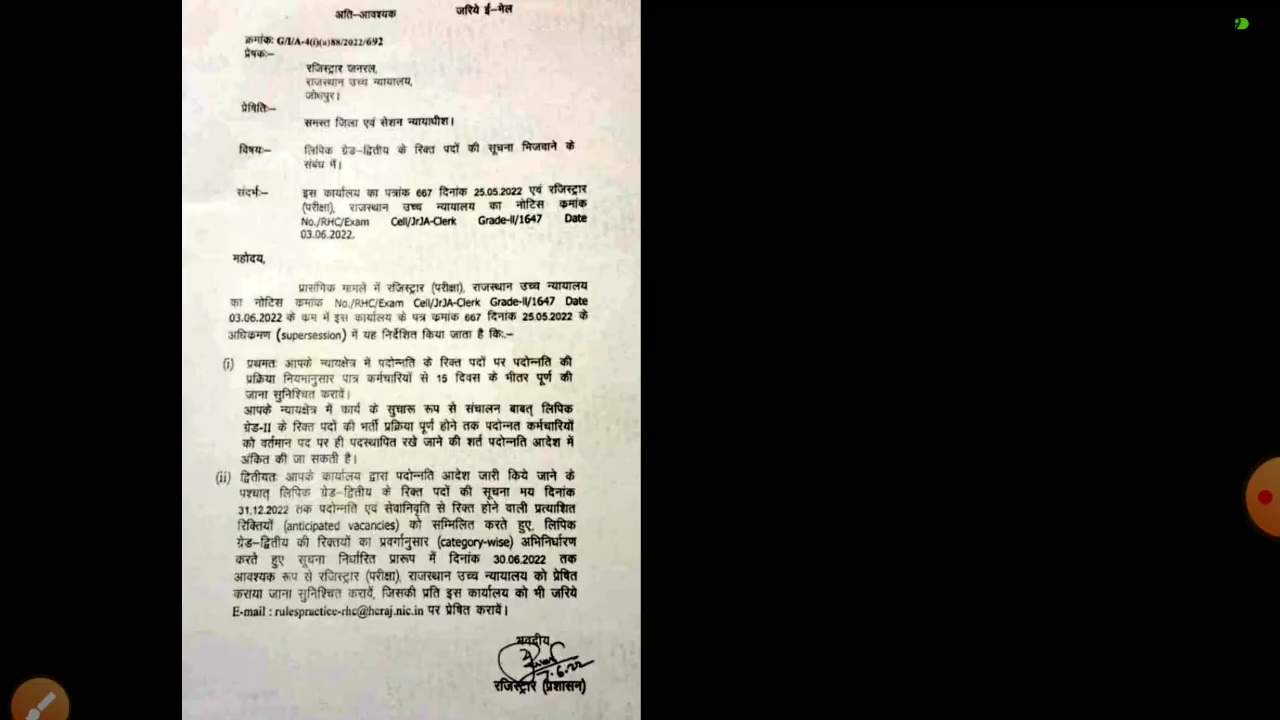 अति-आवश्यक जरिये ई-मेल
क्रमांकः G/I/A-4(i)(a)88/2022/692
प्रेषकः–
रजिस्ट्रार जनरल,
राजस्थान उच्च न्यायालय,
जोधपुर।
प्रेषितिः–
समस्त जिला एवं सेशन न्यायाधीश।
विषयः– लिपिक ग्रेड–द्वितीय के रिक्त पदों की सूचना भिजवाने के
संबंध में।
संदर्भः– इस कार्यालय का पत्रांक 667 दिनांक 25.05.2022 एवं रजिस्ट्रार
(परीक्षा), राजस्थान उच्च न्यायालय का नोटिस कमांक
No./RHC/Exam Cell/JrJA-Clerk Grade-II/1647 Date
03.06.2022.
महोदय,
प्रासंगिक मामले में रजिस्ट्रार (परीक्षा), राजस्थान उच्च न्यायालय
का नोटिस कमांक No./RHC/Exam Cell/JrJA-Clerk Grade-II/1647 Date
03.06.2022 के कम में इस कार्यालय के पत्र कमांक 667 दिनांक 25.05.2022 के
अधिक्रमण (supersession) में यह निर्देशित किया जाता है किः–
(i) प्रथमतः आपके न्यायक्षेत्र में पदोन्नति के रिक्त पदों पर पदोन्नति की
प्रक्रिया नियमानुसार पात्र कर्मचारियों से 15 दिवस के भीतर पूर्ण की
जाना सुनिश्चित करावें।
आपके न्यायक्षेत्र में कार्य के सुचारू रूप से संचालन बाबत् लिपिक
ग्रेड-II के रिक्त पदों की भर्ती प्रक्रिया पूर्ण होने तक पदोन्नत कर्मचारियों
को वर्तमान पद पर ही पदस्थापित रखे जाने की शर्त पदोन्नति आदेश में
अंकित की जा सकती है।
(ii) द्वितीयतः आपके कार्यालय द्वारा पदोन्नति आदेश जारी किये जाने के
पश्चात् लिपिक ग्रेड–द्वितीय के रिक्त पदों की सूचना मय दिनांक
31.12.2022 तक पदोन्नति एवं सेवानिवृति से रिक्त होने वाली प्रत्याशित
रिक्तियों (anticipated vacancies) को सम्मिलित करते हुए, लिपिक
ग्रेड–द्वितीय की रिक्तयों का प्रवर्गानुसार (category-wise) अभिनिर्धारण
करते हुए सूचना निर्धारित प्रारूप में दिनांक 30.06.2022 तक
आवश्यक रूप से रजिस्ट्रार (परीक्षा), राजस्थान उच्च न्यायालय को प्रेषित
कराया जाना सुनिश्चित करावें, जिसकी प्रति इस कार्यालय को भी जरिये
E-mail : rulespractice-rhc@hcraj.nic.in पर प्रेषित करावें।
भवदीय
7.6.22
रजिस्ट्रार (प्रशासन)